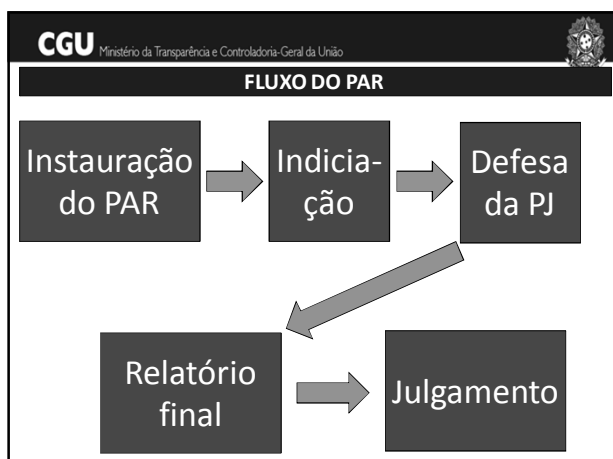 CGU Ministério da Transparência e Controladoria-Geral da União
FLUXO DO PAR
Instauração
do PAR
Indicia-
ção
Defesa
da PJ
Relatório
final
Julgamento